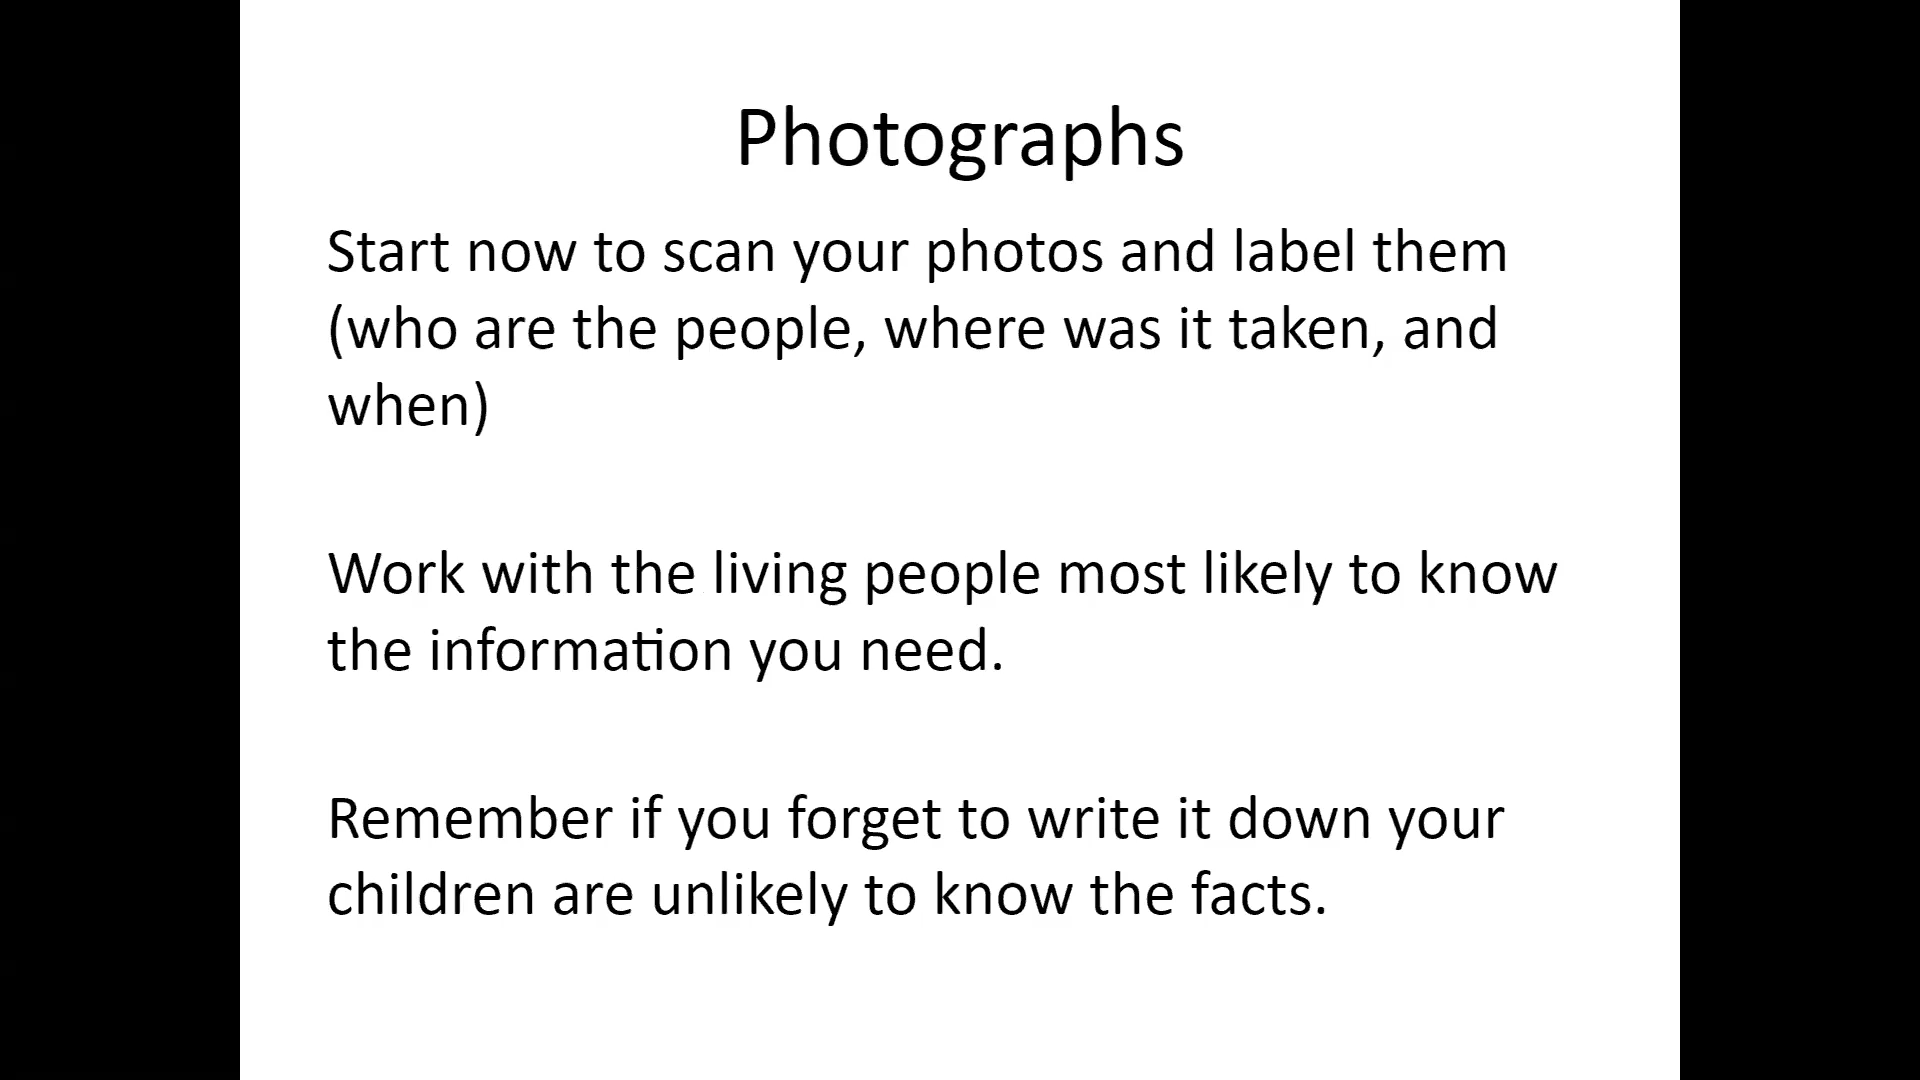 Photographs
Start now to scan your photos and label them
(who are the people, where was it taken, and
when)
Work with the living people most likely to know
the information you need.
Remember if you forget to write it down your
children are unlikely to know the facts.